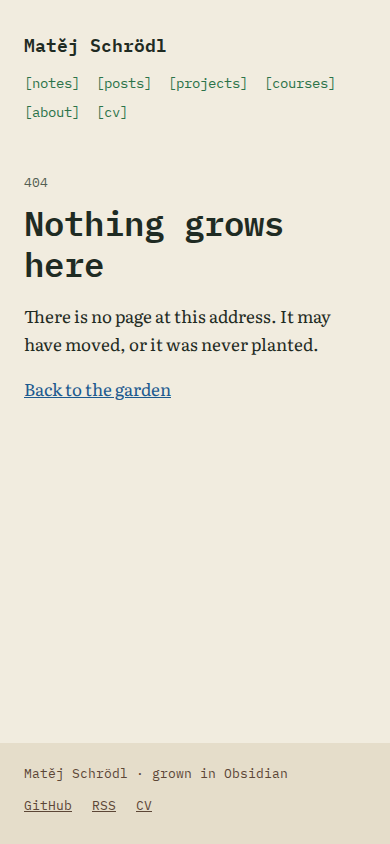 Matěj Schrödl
[notes] [posts] [projects] [courses]
[about] [cv]
404
Nothing grows
here
There is no page at this address. It may
have moved, or it was never planted.
Back to the garden
Matěj Schrödl · grown in Obsidian
GitHub RSS CV